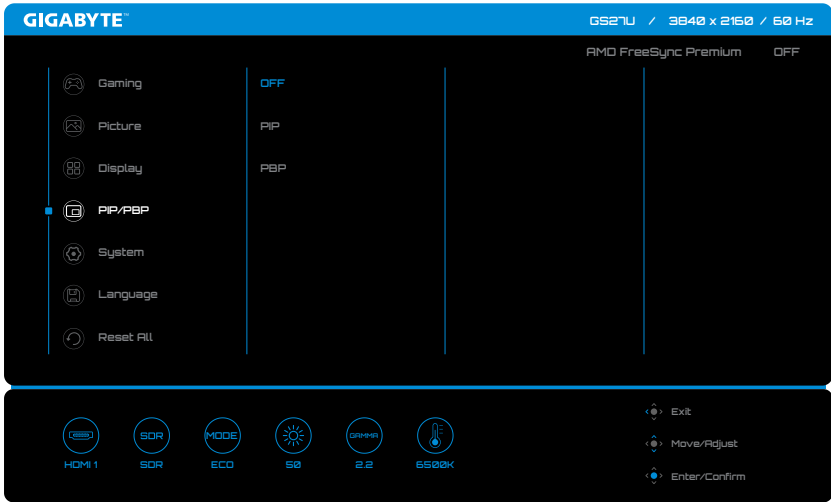 GIGABYTE™ GS27U / 3840 x 2160 / 60 Hz
AMD FreeSync Premium OFF
Gaming OFF
Picture PIP
Display PBP
PIP/PBP
System
Language
Reset All
Exit
SDR MODE GAMMA
Move/Adjust
HDMI 1 SDR ECO 50 2.2 6500K
Enter/Confirm